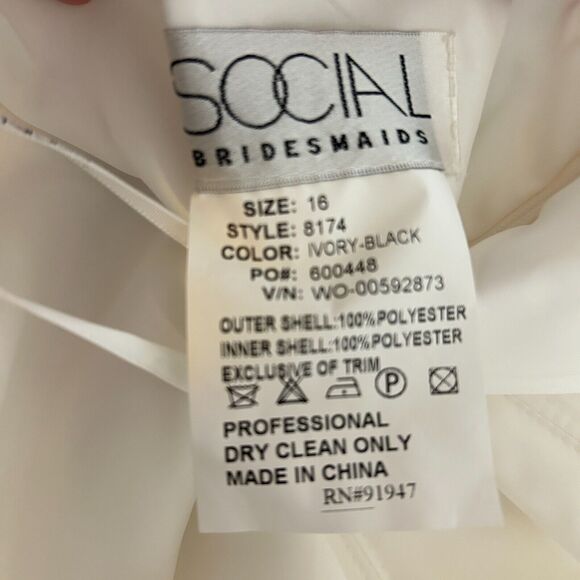 SOCIAL
BRIDESMAIDS
SIZE: 16
STYLE: 8174
COLOR: IVORY-BLACK
PO#: 600448
V/N: WO-00592873
OUTER SHELL:100%POLYESTER
INNER SHELL:100%POLYESTER
EXCLUSIVE OF TRIM
P
PROFESSIONAL
DRY CLEAN ONLY
MADE IN CHINA
RN#91947